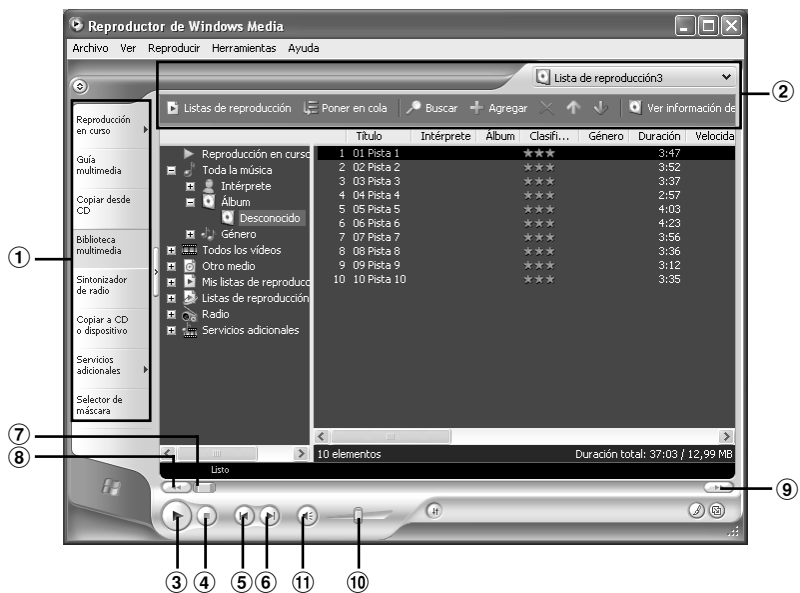 Reproductor de Windows Media
Archivo Ver Reproducir Herramientas Ayuda
Lista de reproducción3
②
Listas de reproducción Poner en cola Buscar Agregar Ver información de
①
Reproducción
en curso
Guía
multimedia
Copiar desde
CD
Biblioteca
multimedia
Sintonizador
de radio
Copiar a CD
o dispositivo
Servicios
adicionales
Selector de
máscara
Reproducción en curso
Toda la música
Intérprete
Álbum
Desconocido
Género
Todos los vídeos
Otro medio
Mis listas de reproducc
Listas de reproducción
Radio
Servicios adicionales
Título Intérprete Álbum Clasifi... Género Duración Velocida
1 01 Pista 1 3:47
2 02 Pista 2 3:52
3 03 Pista 3 3:37
4 04 Pista 4 2:57
5 05 Pista 5 4:03
6 06 Pista 6 4:23
7 07 Pista 7 3:56
8 08 Pista 8 3:36
9 09 Pista 9 3:12
10 10 Pista 10 3:35
10 elementos Duración total: 37:03 / 12,99 MB
Listo
⑦
⑧
⑨
③ ④ ⑤ ⑥ ⑪ ⑩